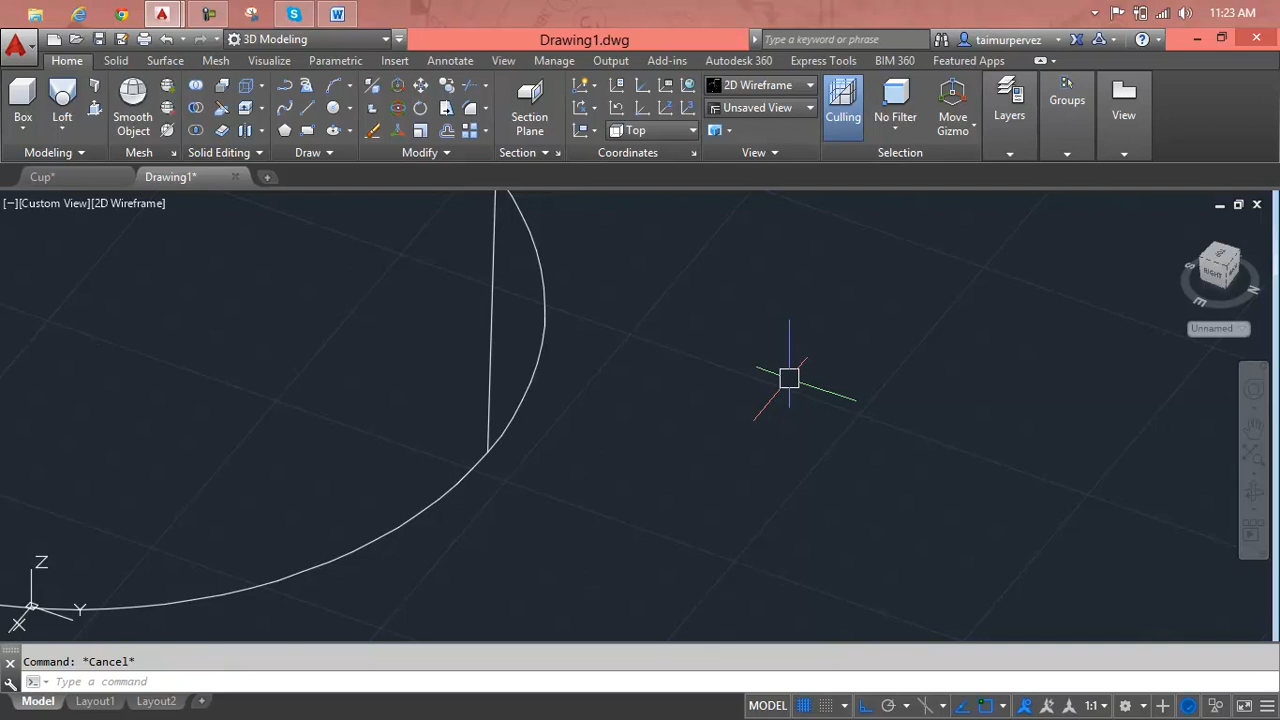 11:23 AM
3D Modeling
Drawing1.dwg
Type a keyword or phrase
taimurpervez
Home
Solid
Surface
Mesh
Visualize
Parametric
Insert
Annotate
View
Manage
Output
Add-ins
Autodesk 360
Express Tools
BIM 360
Featured Apps
Box
Loft
Smooth
Object
Section
Plane
2D Wireframe
Unsaved View
Top
Culling
No Filter
Move
Gizmo
Layers
Groups
View
Modeling
Mesh
Solid Editing
Draw
Modify
Section
Coordinates
View
Selection
Cup*
Drawing1*
[−][Custom View][2D Wireframe]
S
RIGHT
N
E
Unnamed
Z
Y
X
Command: *Cancel*
Type a command
Model
Layout1
Layout2
MODEL
1:1